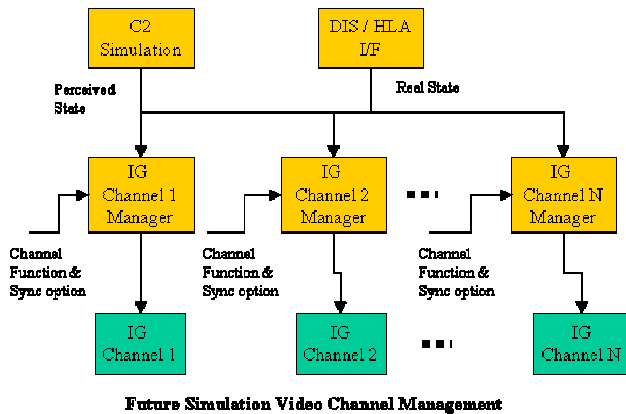 C2
Simulation
DIS / HLA
I/F
Perceived
State
Real State
IG
Channel 1
Manager
IG
Channel 2
Manager
IG
Channel N
Manager
Channel
Function &
Sync option
Channel
Function &
Sync option
Channel
Function &
Sync option
IG
Channel 1
IG
Channel 2
IG
Channel N
Future Simulation Video Channel Management